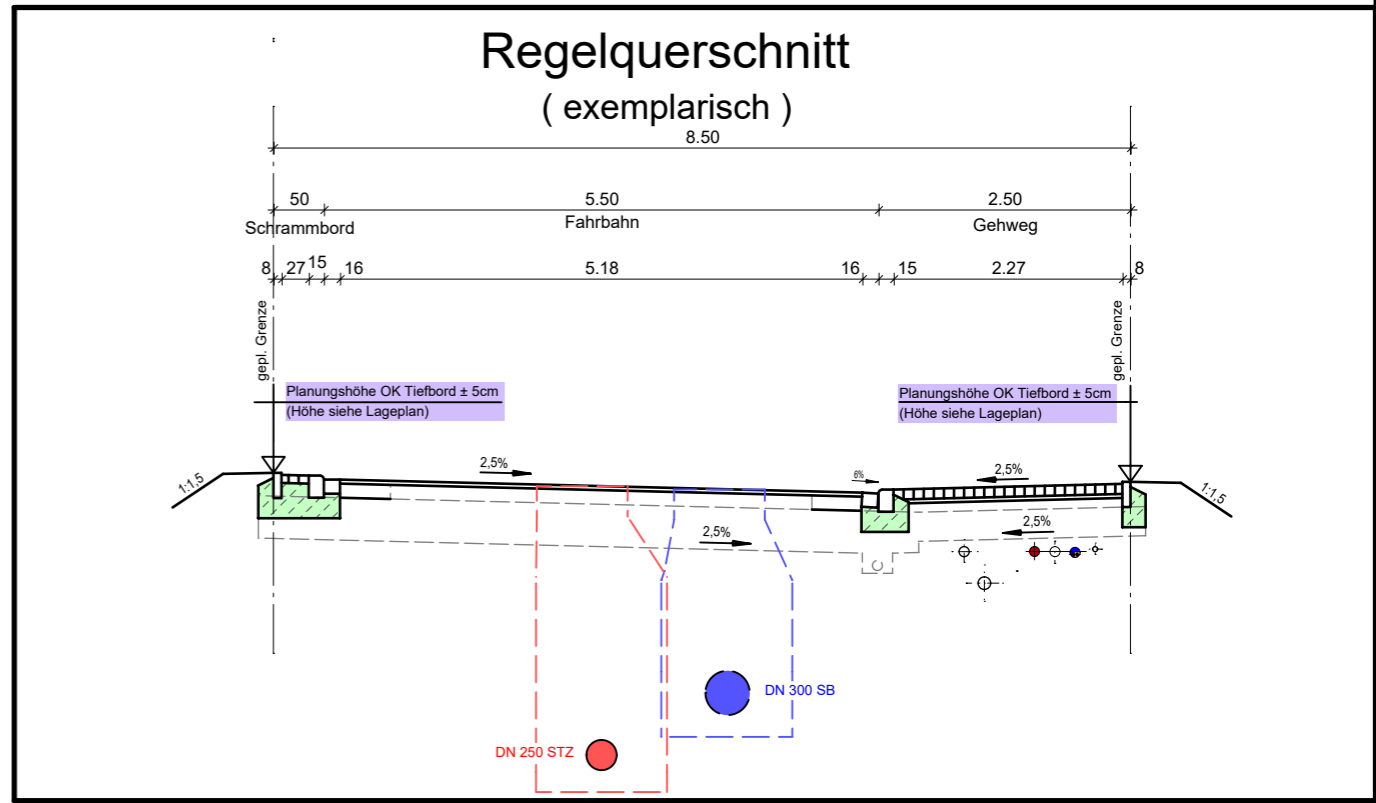 Regelquerschnitt
( exemplarisch )
8.50
50 5.50 2.50
Schrammbord Fahrbahn Gehweg
8 27 15 16 5.18 16 15 2.27 8
gepl. Grenze
gepl. Grenze
Planungshöhe OK Tiefbord ± 5cm
(Höhe siehe Lageplan)
Planungshöhe OK Tiefbord ± 5cm
(Höhe siehe Lageplan)
1:1,5
2,5%
6%
2,5%
1:1,5
2,5%
2,5%
DN 300 SB
DN 250 STZ